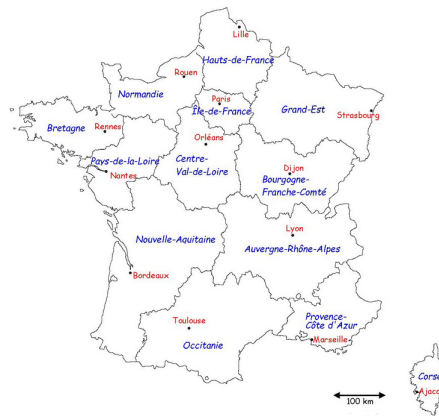 Lille
Hauts-de-France
Rouen
Normandie
Paris
Île-de-France
Grand-Est
Strasbourg
Bretagne
Rennes
Orléans
Pays-de-la-Loire
Nantes
Centre-
Val-de-Loire
Dijon
Bourgogne-
Franche-Comté
Lyon
Nouvelle-Aquitaine
Auvergne-Rhône-Alpes
Bordeaux
Toulouse
Occitanie
Provence-
Côte d'Azur
Marseille
100 km
Corse